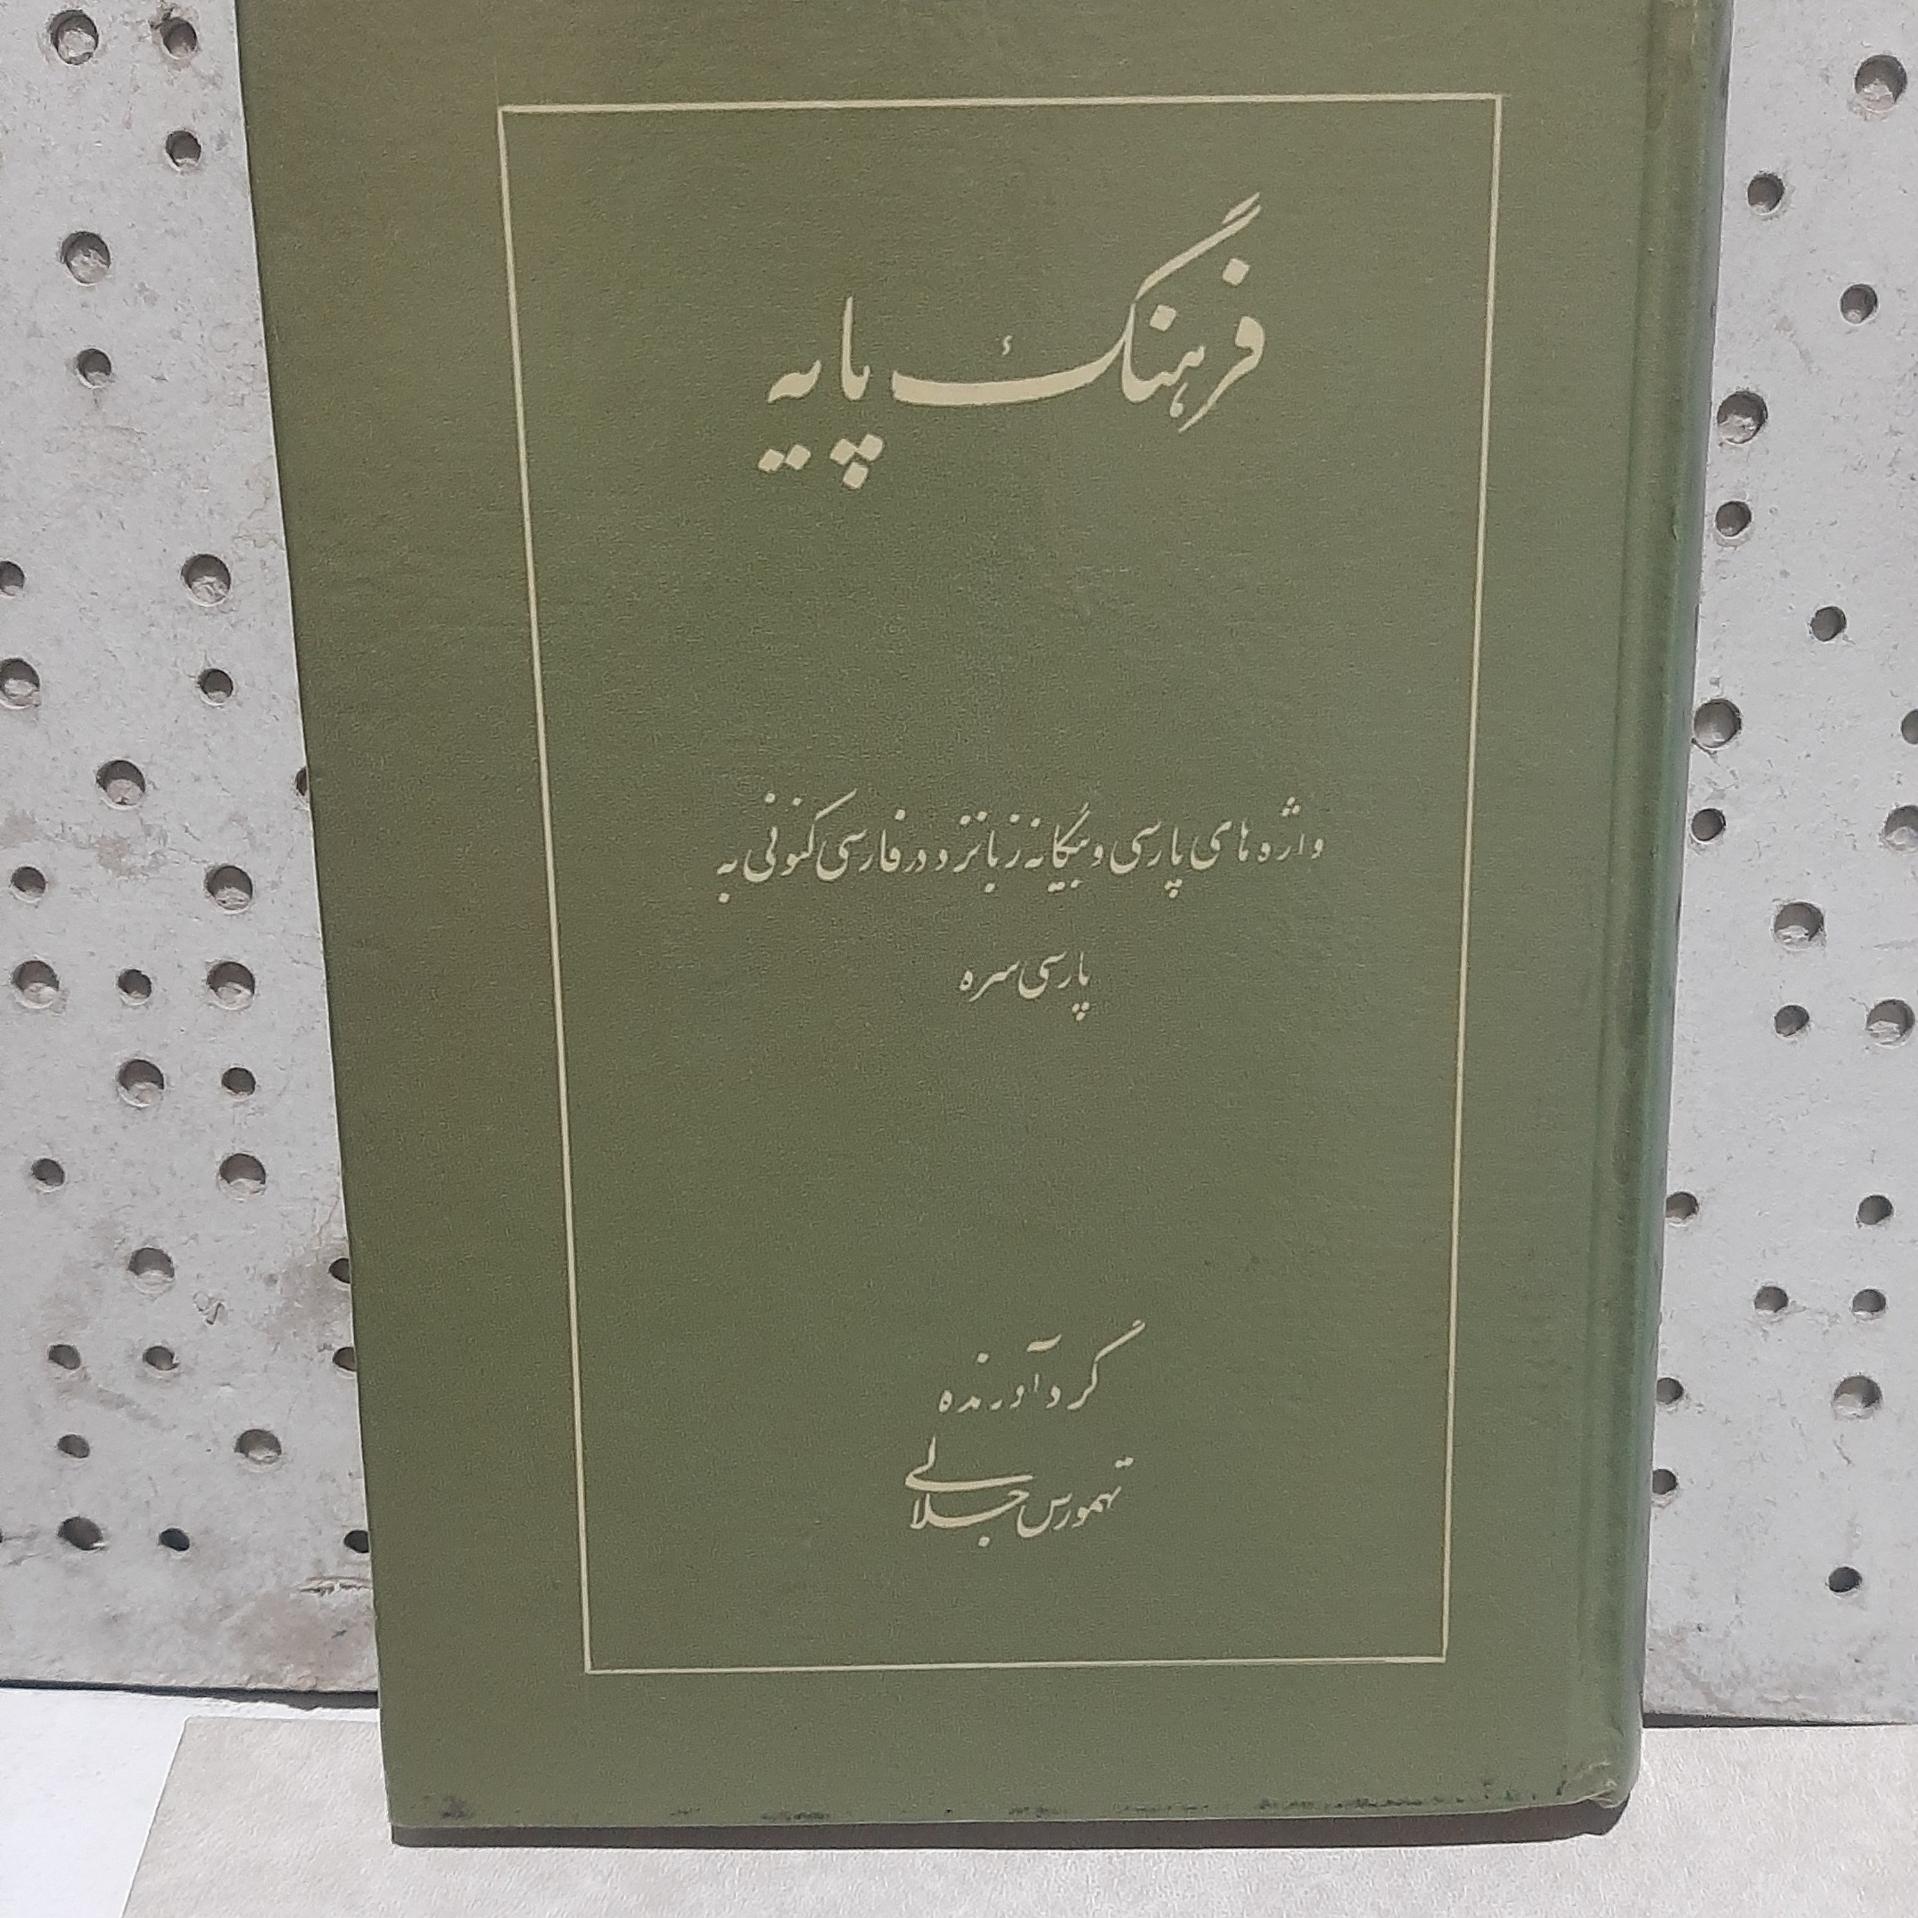 فرهنگ پایه
واژه های پارسی و بیگانه زبانزد در فارسی کنونی به
پارسی سره
گردآورنده
تهمورس جلالی